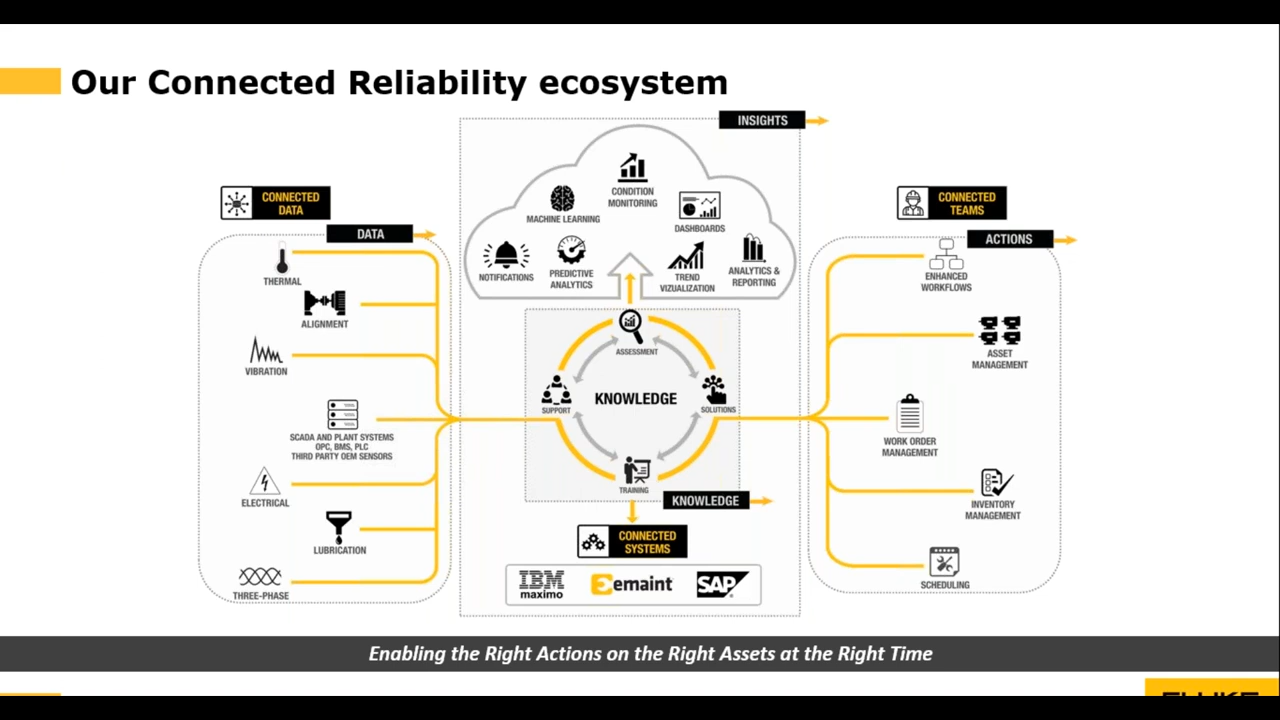 Our Connected Reliability ecosystem
INSIGHTS
CONDITION
MONITORING
MACHINE LEARNING
DASHBOARDS
NOTIFICATIONS
PREDICTIVE
ANALYTICS
TREND
VIZUALIZATION
ANALYTICS &
REPORTING
CONNECTED
DATA
DATA
THERMAL
ALIGNMENT
VIBRATION
SCADA AND PLANT SYSTEMS
OPC, BMS, PLC
THIRD PARTY OEM SENSORS
ELECTRICAL
LUBRICATION
THREE-PHASE
ASSESSMENT
SUPPORT
KNOWLEDGE
SOLUTIONS
TRAINING
KNOWLEDGE
CONNECTED
SYSTEMS
IBM
maximo
emaint
SAP
CONNECTED
TEAMS
ACTIONS
ENHANCED
WORKFLOWS
ASSET
MANAGEMENT
WORK ORDER
MANAGEMENT
INVENTORY
MANAGEMENT
SCHEDULING
Enabling the Right Actions on the Right Assets at the Right Time